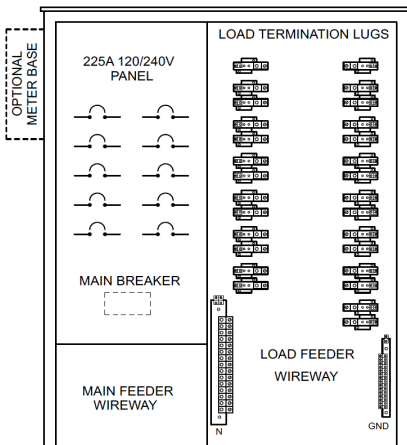 OPTIONAL
METER BASE
225A 120/240V
PANEL
MAIN BREAKER
MAIN FEEDER
WIREWAY
LOAD TERMINATION LUGS
LOAD FEEDER
WIREWAY
N
GND